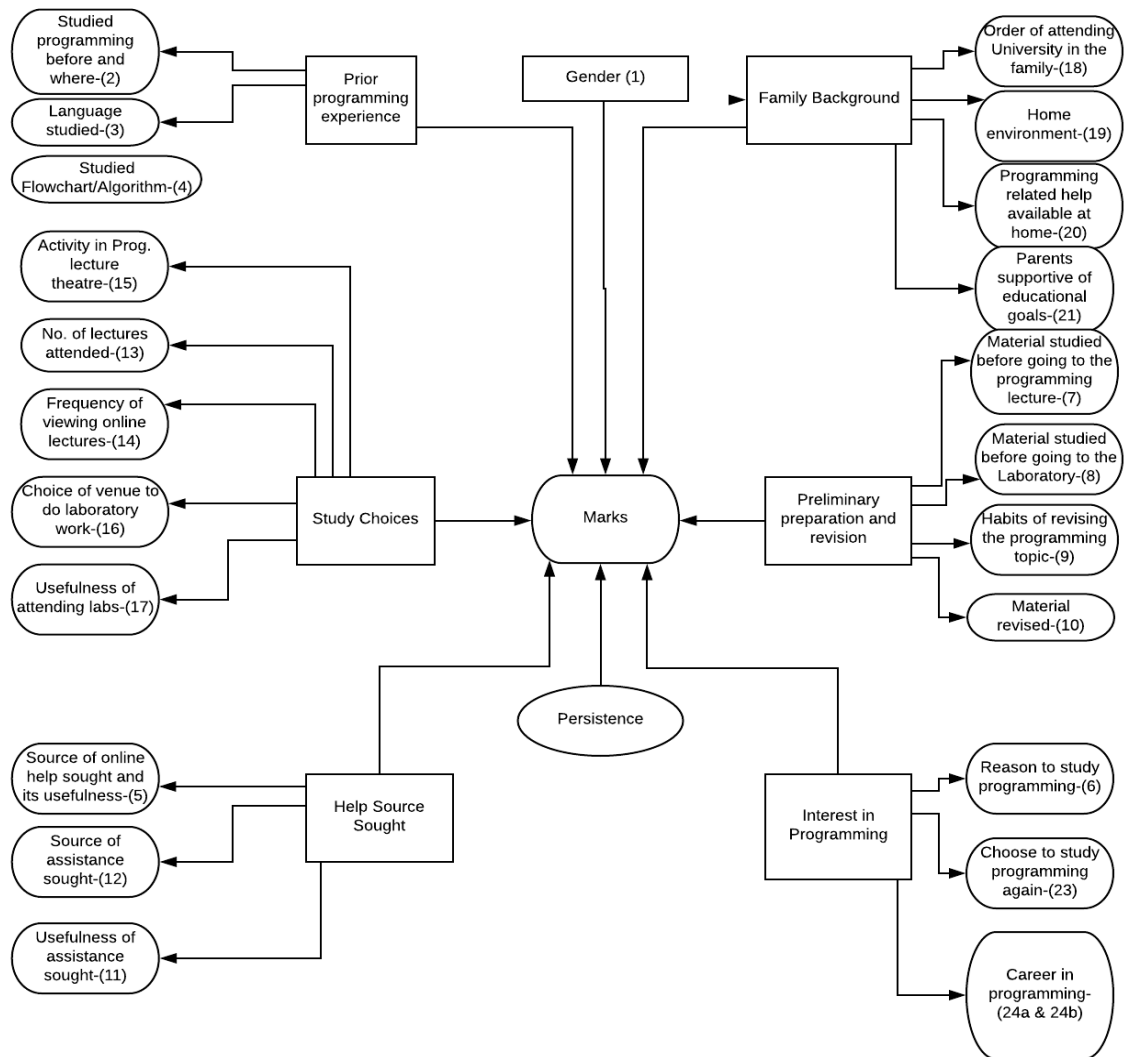 Studied
programming
before and
where-(2)
Language
studied-(3)
Studied
Flowchart/Algorithm-(4)
Prior
programming
experience
Gender (1)
Family Background
Order of attending
University in the
family-(18)
Home
environment-(19)
Programming
related help
available at
home-(20)
Parents
supportive of
educational
goals-(21)
Activity in Prog.
lecture
theatre-(15)
No. of lectures
attended-(13)
Frequency of
viewing online
lectures-(14)
Choice of venue to
do laboratory
work-(16)
Usefulness of
attending labs-(17)
Study Choices
Marks
Preliminary
preparation and
revision
Material studied
before going to the
programming
lecture-(7)
Material studied
before going to the
Laboratory-(8)
Habits of revising
the programming
topic-(9)
Material
revised-(10)
Persistence
Source of online
help sought and
its usefulness-(5)
Source of
assistance
sought-(12)
Usefulness of
assistance
sought-(11)
Help Source
Sought
Interest in
Programming
Reason to study
programming-(6)
Choose to study
programming
again-(23)
Career in
programming-
(24a & 24b)